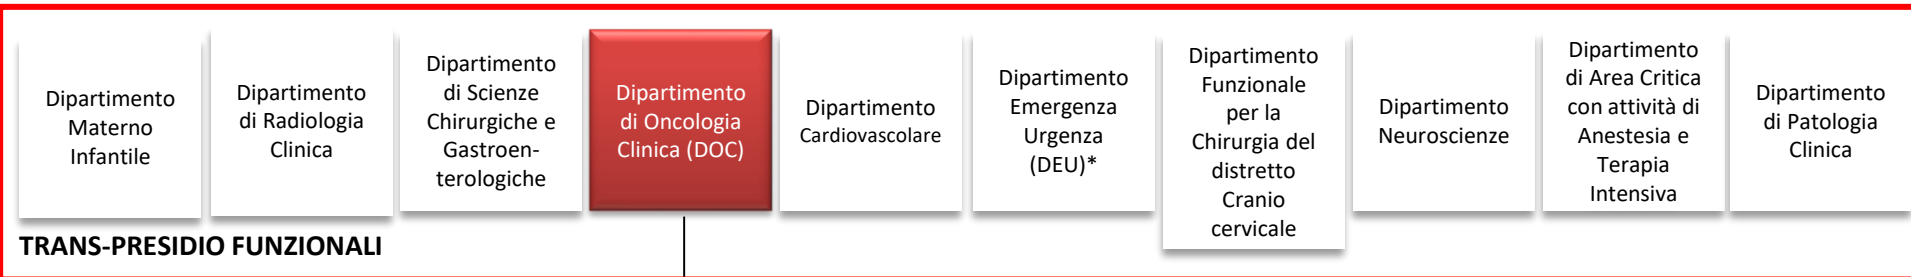 Dipartimento
Materno
Infantile
Dipartimento
di Radiologia
Clinica
Dipartimento
di Scienze
Chirurgiche e
Gastroen-
terologiche
Dipartimento
di Oncologia
Clinica (DOC)
Dipartimento
Cardiovascolare
Dipartimento
Emergenza
Urgenza
(DEU)*
Dipartimento
Funzionale
per la
Chirurgia del
distretto
Cranio
cervicale
Dipartimento
Neuroscienze
Dipartimento
di Area Critica
con attività di
Anestesia e
Terapia
Intensiva
Dipartimento
di Patologia
Clinica
TRANS-PRESIDIO FUNZIONALI